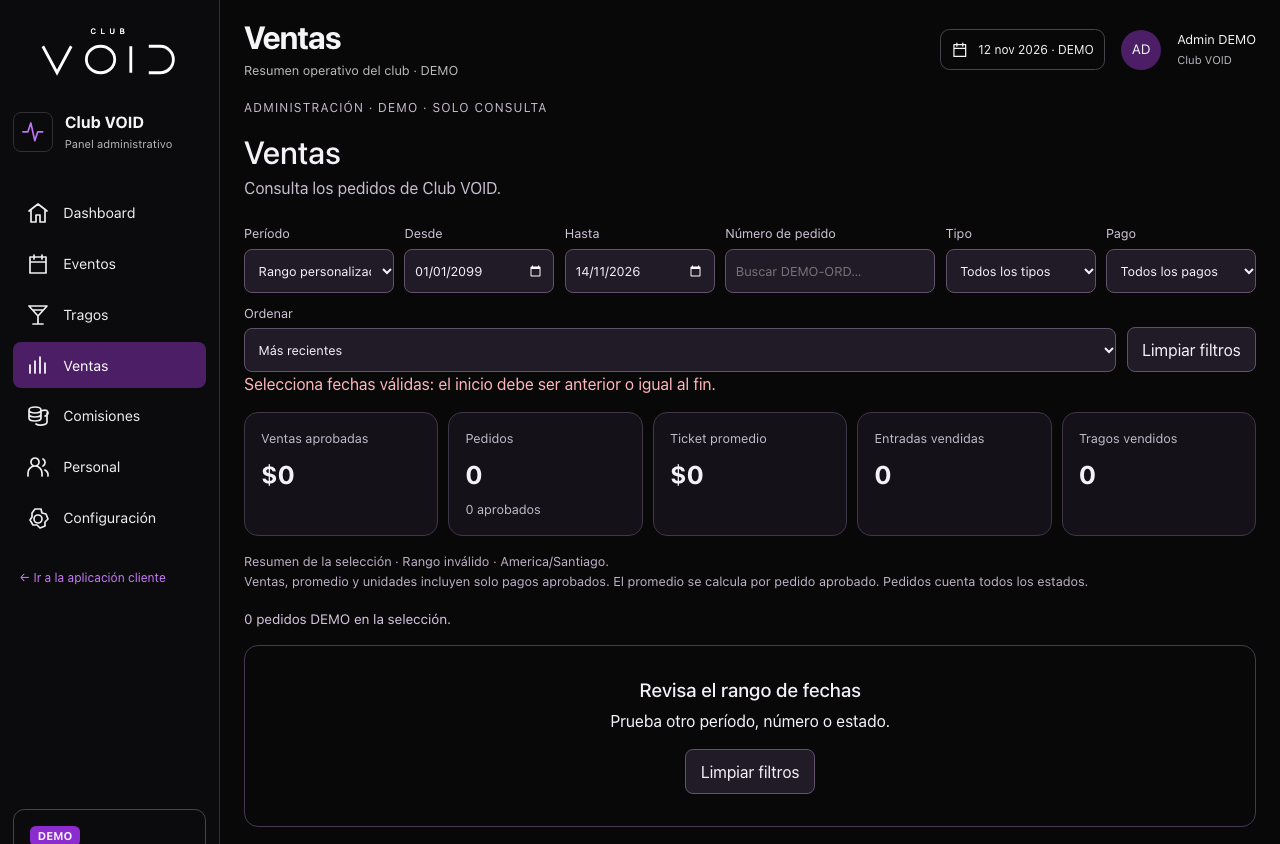 CLUB
VOID
Club VOID
Panel administrativo
Dashboard
Eventos
Tragos
Ventas
Comisiones
Personal
Configuración
← Ir a la aplicación cliente
DEMO
Ventas
Resumen operativo del club · DEMO
12 nov 2026 · DEMO
AD
Admin DEMO
Club VOID
ADMINISTRACIÓN · DEMO · SOLO CONSULTA
Ventas
Consulta los pedidos de Club VOID.
Período
Desde
Hasta
Número de pedido
Tipo
Pago
Rango personalizac
01/01/2099
14/11/2026
Buscar DEMO-ORD...
Todos los tipos
Todos los pagos
Ordenar
Más recientes
Limpiar filtros
Selecciona fechas válidas: el inicio debe ser anterior o igual al fin.
Ventas aprobadas
$0
Pedidos
0
0 aprobados
Ticket promedio
$0
Entradas vendidas
0
Tragos vendidos
0
Resumen de la selección · Rango inválido · America/Santiago.
Ventas, promedio y unidades incluyen solo pagos aprobados. El promedio se calcula por pedido aprobado. Pedidos cuenta todos los estados.
0 pedidos DEMO en la selección.
Revisa el rango de fechas
Prueba otro período, número o estado.
Limpiar filtros